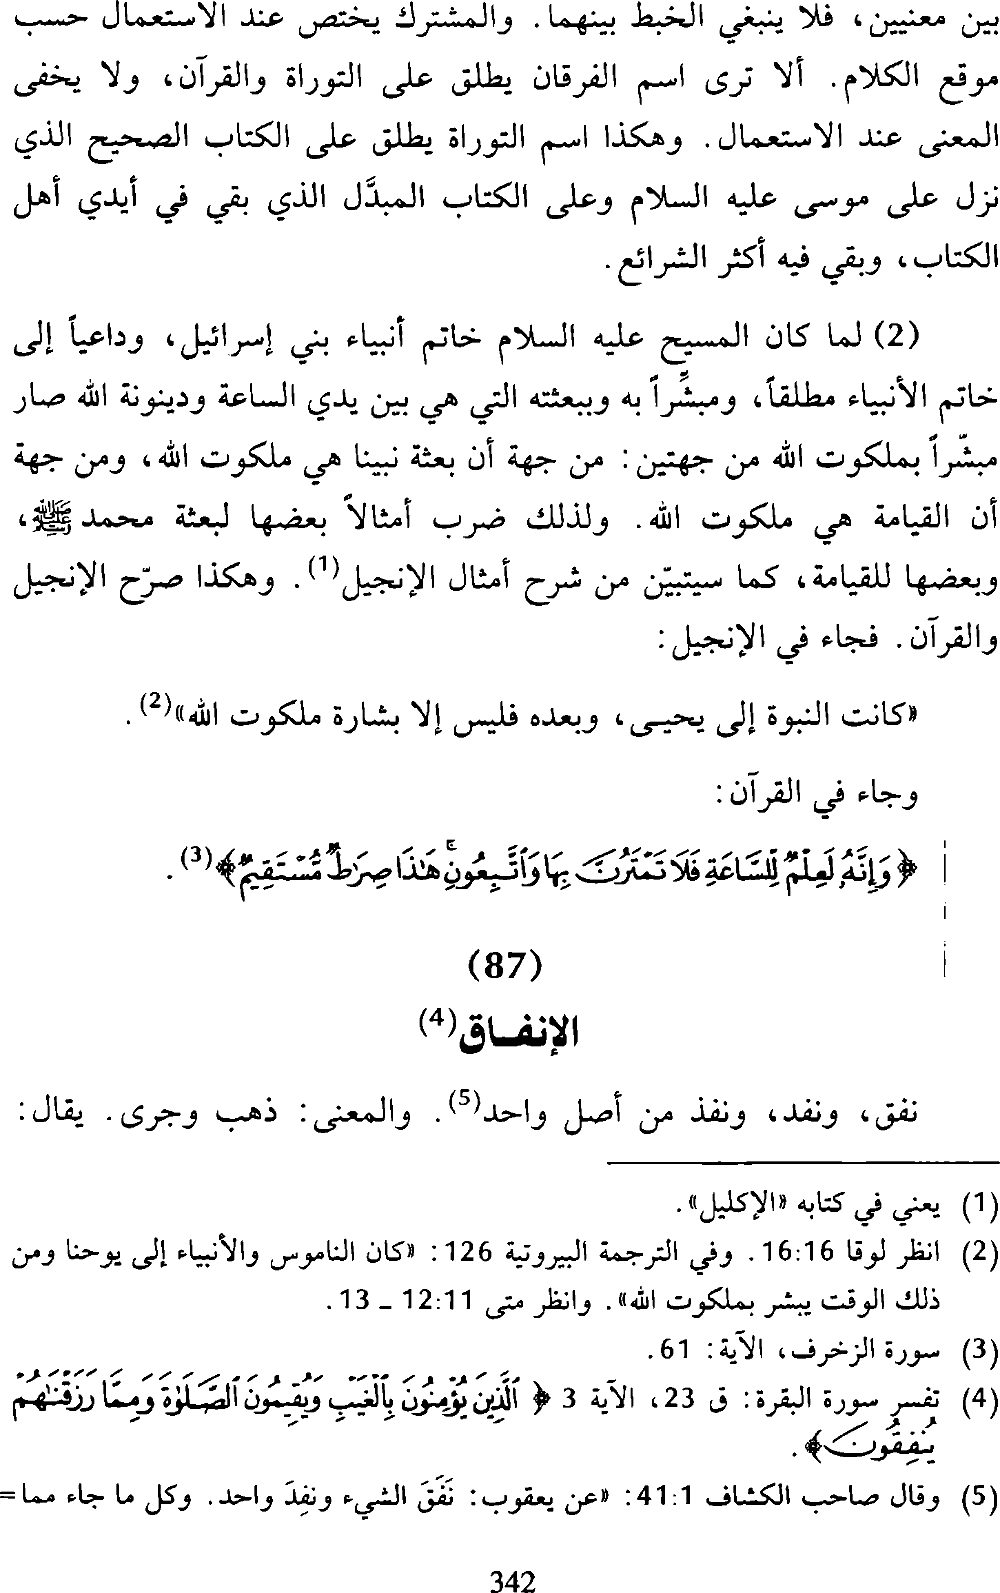 بين معنيين، فلا ينبغي الخبط بينهما. والمشترك يختص عند الاستعمال حسب
موقع الكلام. ألا ترى اسم الفرقان يطلق على التوراة والقرآن، ولا يخفى
المعنى عند الاستعمال. وهكذا اسم التوراة يطلق على الكتاب الصحيح الذي
نزل على موسى عليه السلام وعلى الكتاب المبدَّل الذي بقي في أيدي أهل
الكتاب، وبقي فيه أكثر الشرائع.
(2) لما كان المسيح عليه السلام خاتم أنبياء بني إسرائيل، وداعياً إلى
خاتم الأنبياء مطلقاً، ومبشِّراً به وببعثته التي هي بين يدي الساعة ودينونة الله صار
مبشّراً بملكوت الله من جهتين: من جهة أن بعثة نبينا هي ملكوت الله، ومن جهة
أن القيامة هي ملكوت الله. ولذلك ضرب أمثالاً بعضها لبعثة محمد ﷺ،
وبعضها للقيامة، كما سيتبيّن من شرح أمثال الإنجيل(1). وهكذا صرّح الإنجيل
والقرآن. فجاء في الإنجيل:
«كانت النبوة إلى يحيى، وبعده فليس إلا بشارة ملكوت الله»(2).
وجاء في القرآن:
﴿وَإِنَّهُ لَعِلْمٌ لِّلسَّاعَةِ فَلَا تَمْتَرُنَّ بِهَا وَٱتَّبِعُونِۚ هَٰذَا صِرَٰطٌ مُّسْتَقِيمٌ﴾(3).
(87)
الإنفاق(4)
نفق، ونفد، ونفذ من أصل واحد(5). والمعنى: ذهب وجرى. يقال:
(1) يعني في كتابه «الإكليل».
(2) انظر لوقا 16:16. وفي الترجمة البيروتية 126: «كان الناموس والأنبياء إلى يوحنا ومن
ذلك الوقت يبشر بملكوت الله». وانظر متى 12:11 ـ 13.
(3) سورة الزخرف، الآية: 61.
(4) تفسر سورة البقرة: ق 23، الآية 3 ﴿ٱلَّذِينَ يُؤْمِنُونَ بِٱلْغَيْبِ وَيُقِيمُونَ ٱلصَّلَوٰةَ وَمِمَّا رَزَقْنَٰهُمْ
يُنفِقُونَ﴾.
(5) وقال صاحب الكشاف 41:1: «عن يعقوب: نَفَقَ الشيء ونفِدَ واحد. وكل ما جاء مما=
342